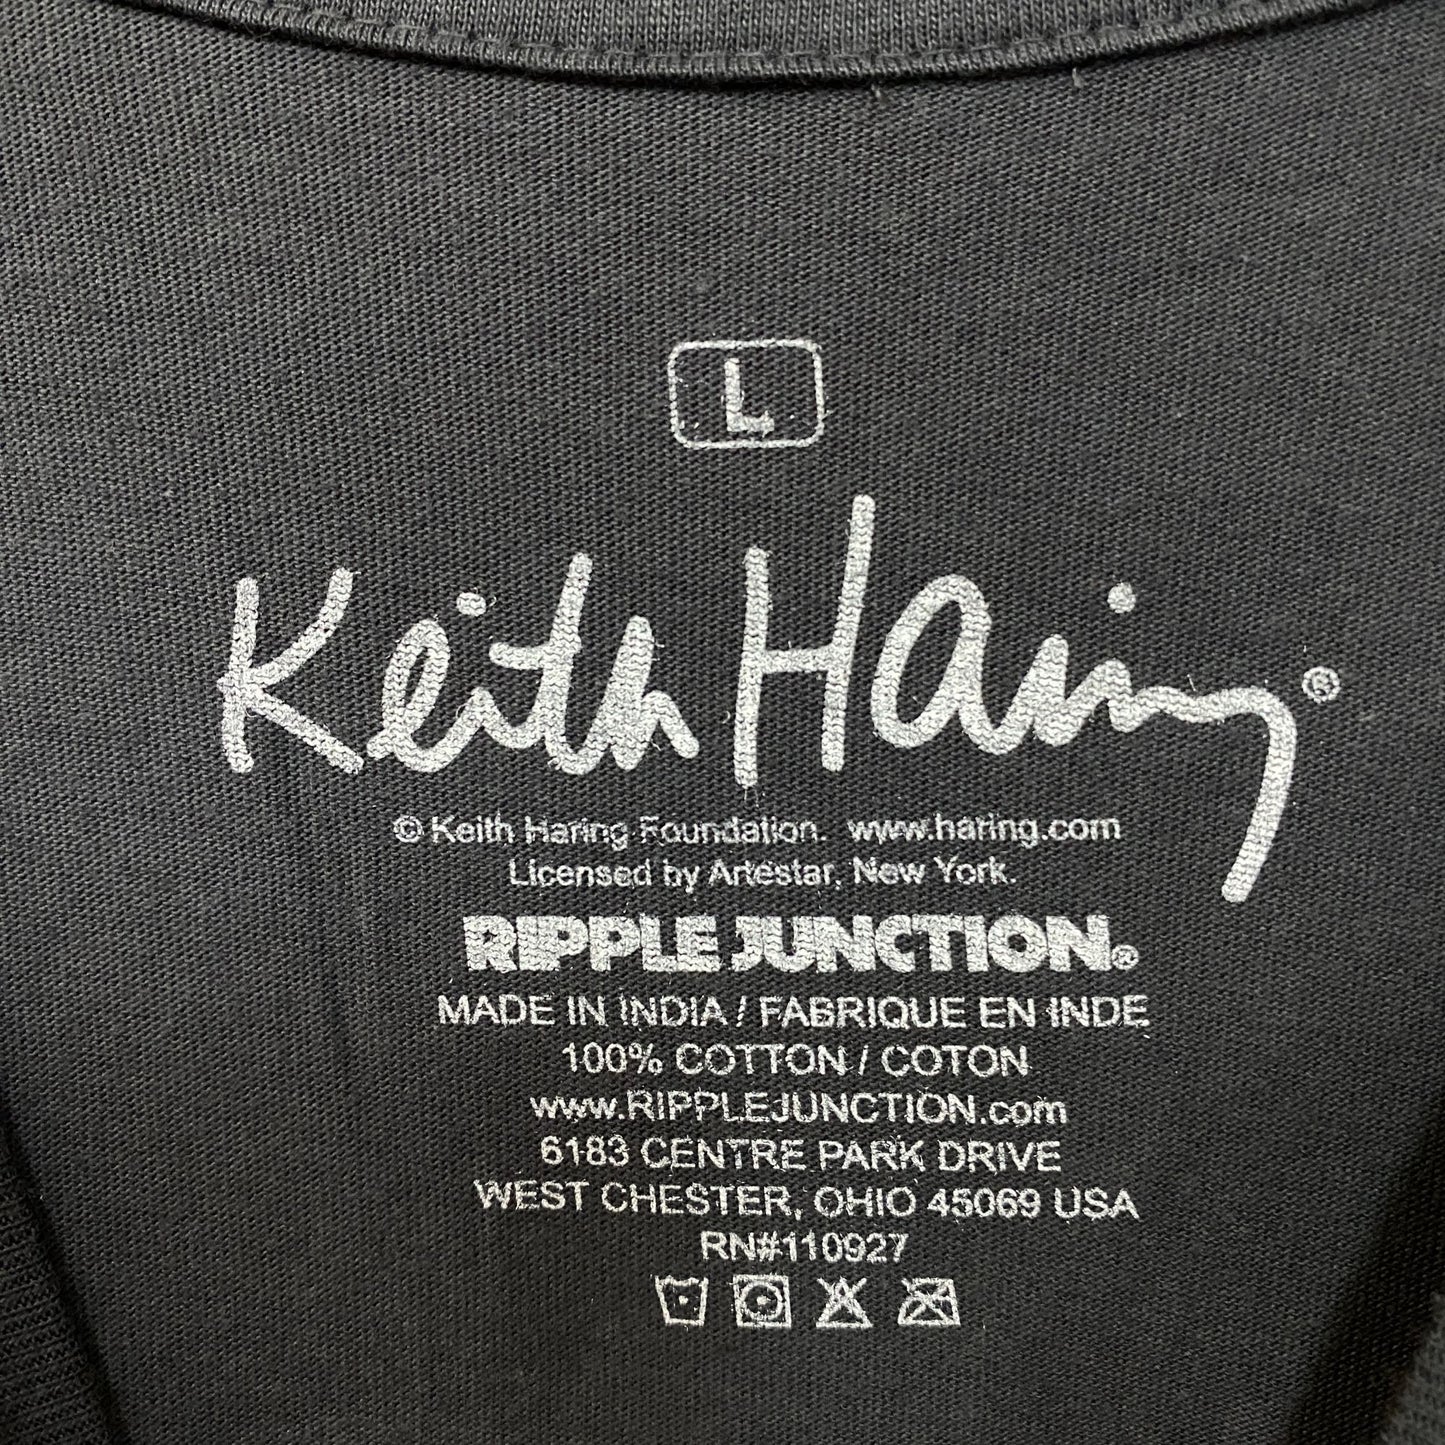 L
Keith Haring®
© Keith Haring Foundation. www.haring.com
Licensed by Artestar, New York.
RIPPLE JUNCTION®
MADE IN INDIA / FABRIQUE EN INDE
100% COTTON / COTON
www.RIPPLEJUNCTION.com
6183 CENTRE PARK DRIVE
WEST CHESTER, OHIO 45069 USA
RN#110927